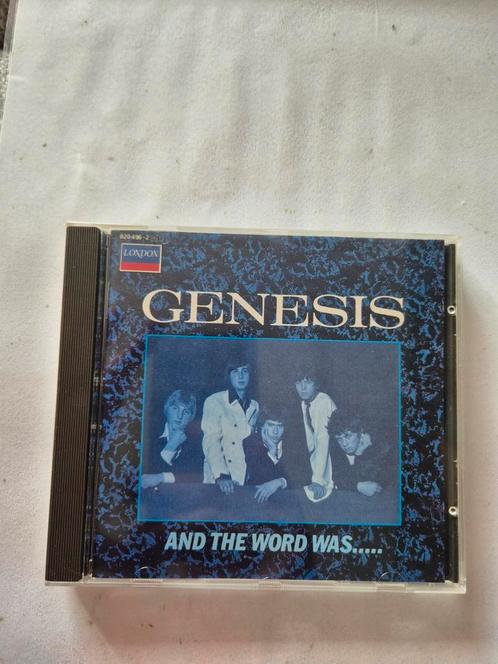 820 496-2
LONDON
GENESIS
AND THE WORD WAS.....